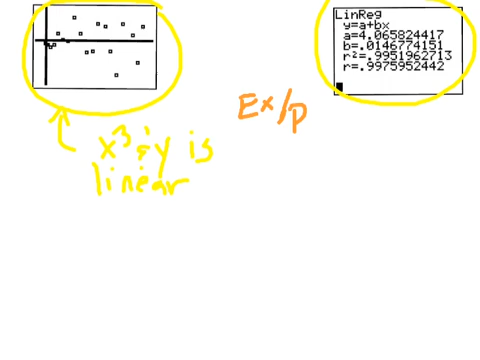 LinReg
y=a+bx
a=4.065824417
b=.0146774151
r²=.9951962713
r=.9975952442
Ex/p
x³ & y is
linear